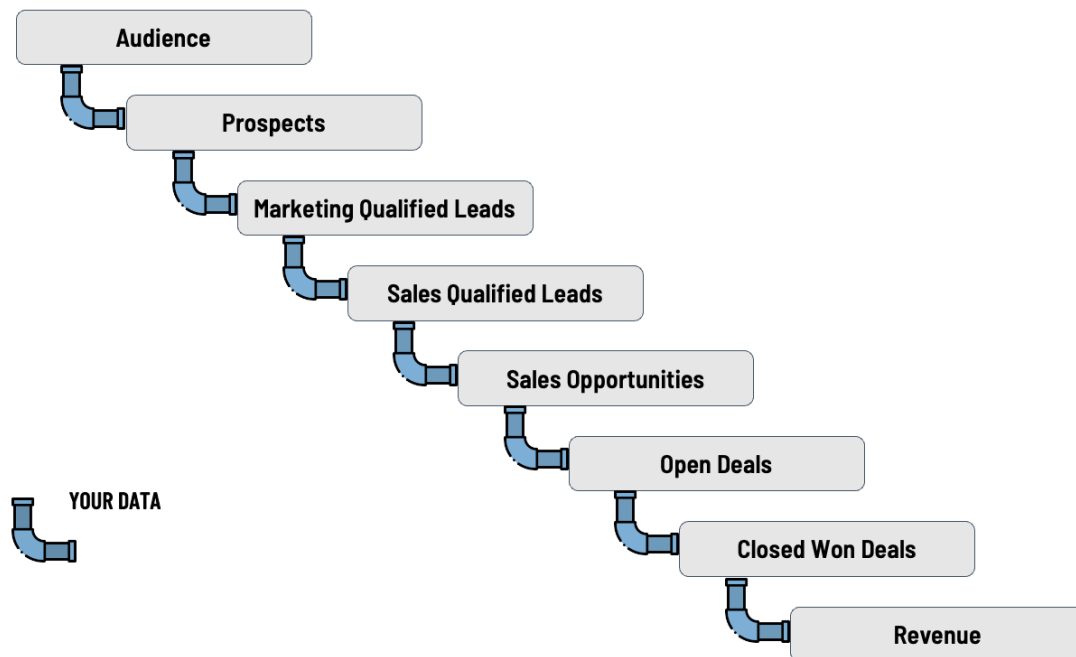 Audience
Prospects
Marketing Qualified Leads
Sales Qualified Leads
Sales Opportunities
Open Deals
YOUR DATA
Closed Won Deals
Revenue